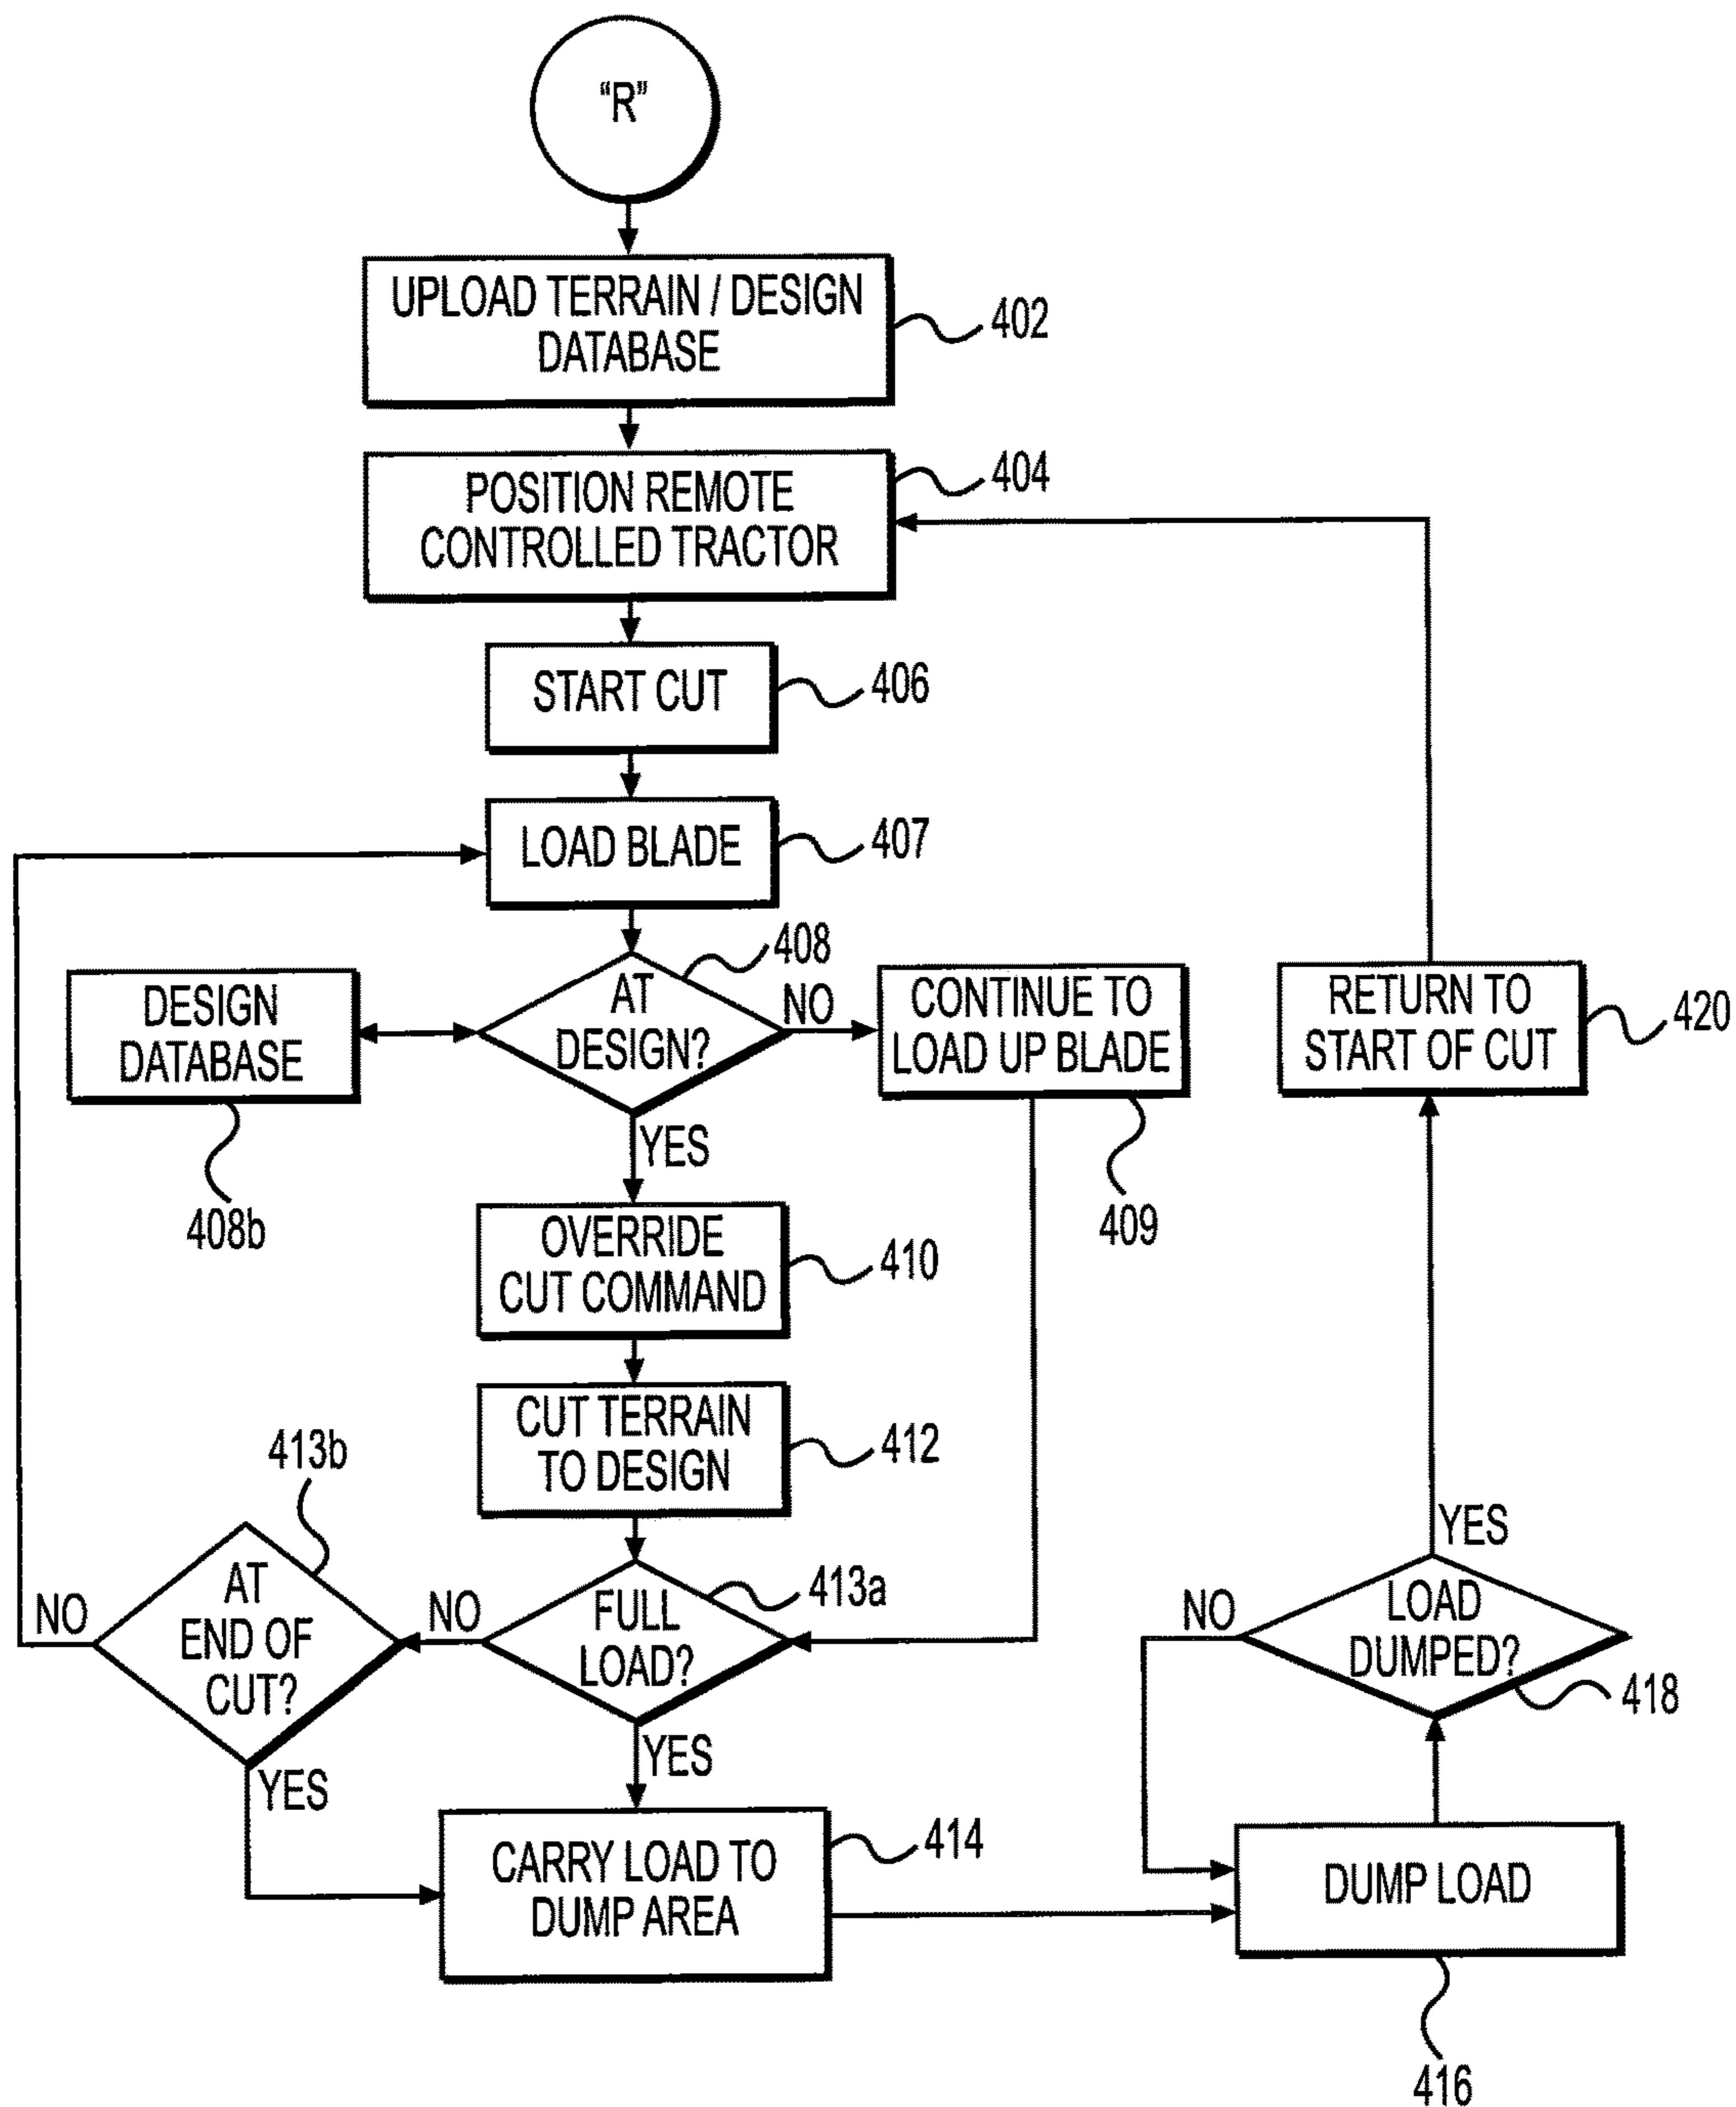 “R”
UPLOAD TERRAIN / DESIGN
DATABASE
402
POSITION REMOTE
CONTROLLED TRACTOR
404
START CUT
406
LOAD BLADE
407
AT
DESIGN?
408
NO
YES
DESIGN
DATABASE
408b
CONTINUE TO
LOAD UP BLADE
409
RETURN TO
START OF CUT
420
OVERRIDE
CUT COMMAND
410
CUT TERRAIN
TO DESIGN
412
413b
AT
END OF
CUT?
NO
YES
FULL
LOAD?
413a
NO
YES
LOAD
DUMPED?
418
NO
YES
CARRY LOAD TO
DUMP AREA
414
DUMP LOAD
416